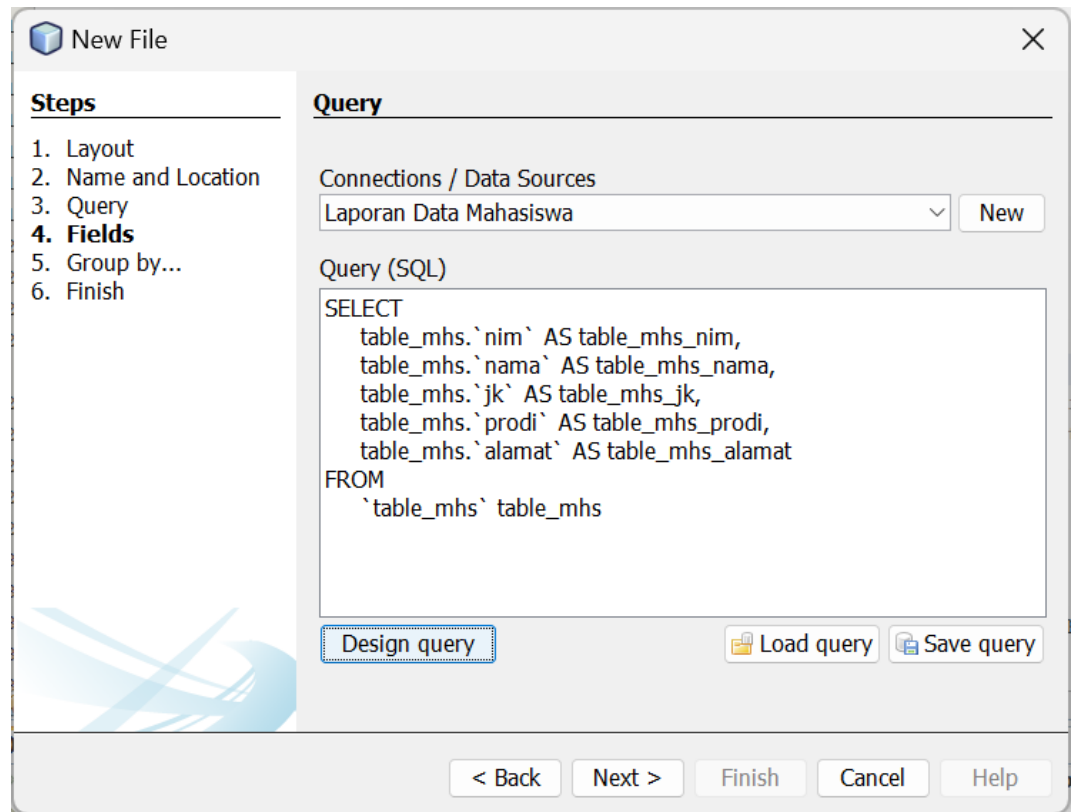 New File
Steps
1. Layout
2. Name and Location
3. Query
4. Fields
5. Group by...
6. Finish
Query
Connections / Data Sources
Laporan Data Mahasiswa
New
Query (SQL)
SELECT
table_mhs.`nim` AS table_mhs_nim,
table_mhs.`nama` AS table_mhs_nama,
table_mhs.`jk` AS table_mhs_jk,
table_mhs.`prodi` AS table_mhs_prodi,
table_mhs.`alamat` AS table_mhs_alamat
FROM
`table_mhs` table_mhs
Design query
Load query
Save query
< Back
Next >
Finish
Cancel
Help